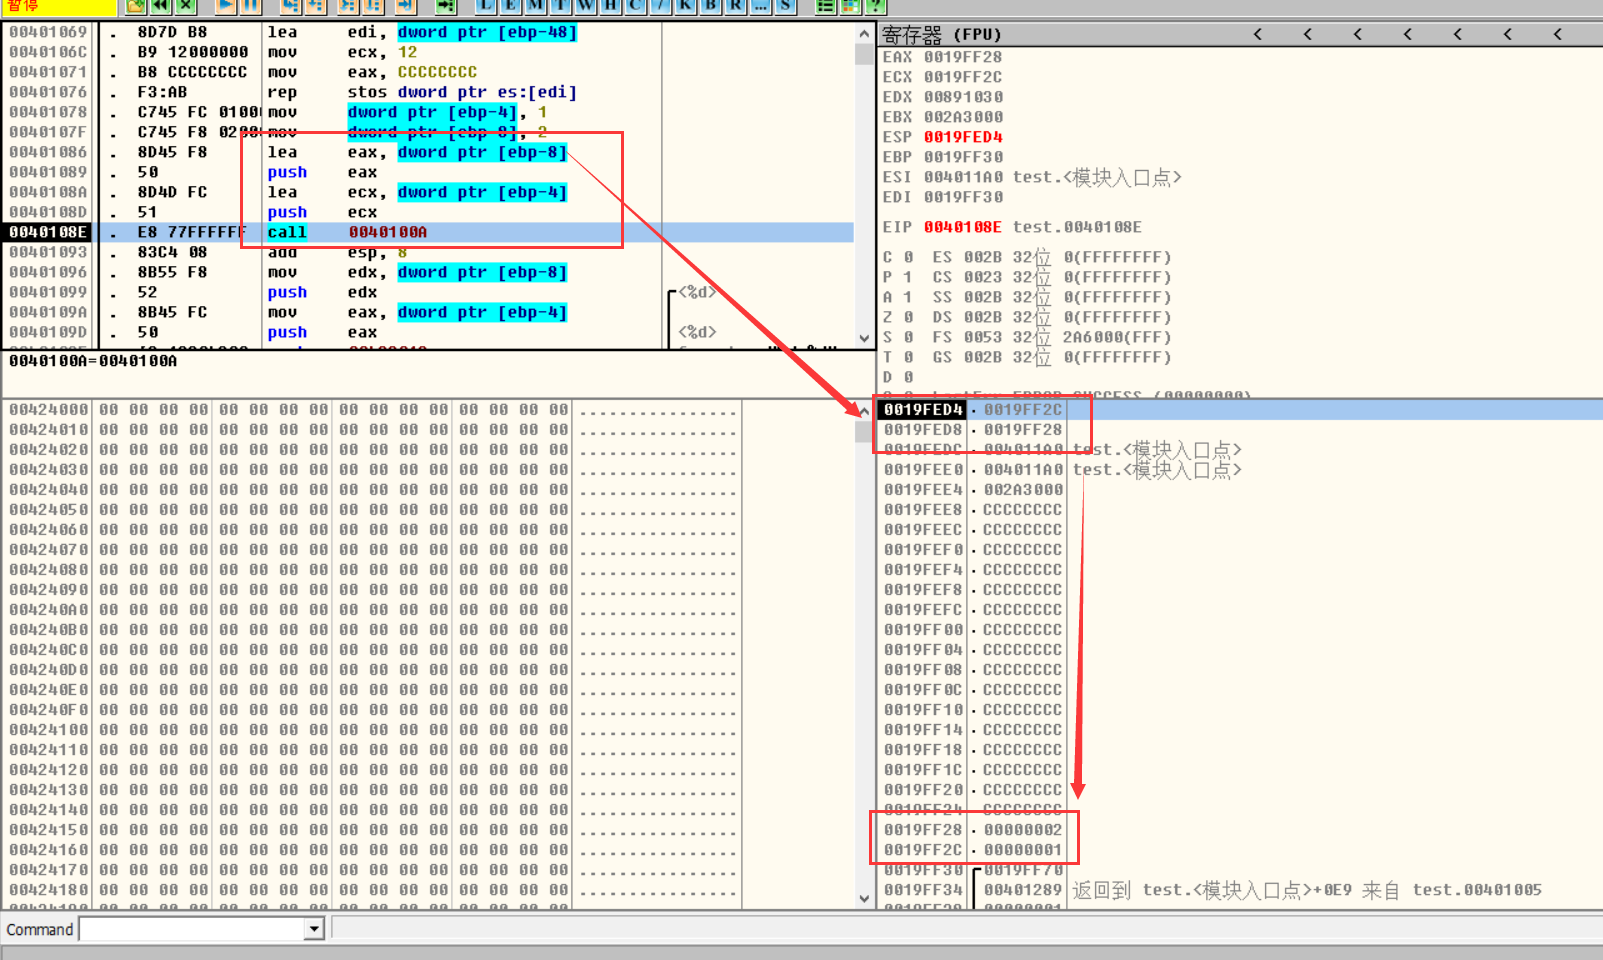 暂停
L E M T W H C / K B R ... S
00401069 . 8D7D B8 lea edi, dword ptr [ebp-48]
0040106C . B9 12000000 mov ecx, 12
00401071 . B8 CCCCCCCC mov eax, CCCCCCCC
00401076 . F3:AB rep stos dword ptr es:[edi]
00401078 . C745 FC 0100 mov dword ptr [ebp-4], 1
0040107F . C745 F8 0200 mov dword ptr [ebp-8], 2
00401086 . 8D45 F8 lea eax, dword ptr [ebp-8]
00401089 . 50 push eax
0040108A . 8D4D FC lea ecx, dword ptr [ebp-4]
0040108D . 51 push ecx
0040108E . E8 77FFFFFF call 0040100A
00401093 . 83C4 08 add esp, 8
00401096 . 8B55 F8 mov edx, dword ptr [ebp-8]
00401099 . 52 push edx <%d>
0040109A . 8B45 FC mov eax, dword ptr [ebp-4]
0040109D . 50 push eax <%d>
0040100A=0040100A
寄存器 (FPU) < < < < < < <
EAX 0019FF28
ECX 0019FF2C
EDX 00891030
EBX 002A3000
ESP 0019FED4
EBP 0019FF30
ESI 004011A0 test.<模块入口点>
EDI 0019FF30
EIP 0040108E test.0040108E
C 0 ES 002B 32位 0(FFFFFFFF)
P 1 CS 0023 32位 0(FFFFFFFF)
A 1 SS 002B 32位 0(FFFFFFFF)
Z 0 DS 002B 32位 0(FFFFFFFF)
S 0 FS 0053 32位 2A6000(FFF)
T 0 GS 002B 32位 0(FFFFFFFF)
D 0
00424000 00 00 00 00 00 00 00 00 00 00 00 00 00 00 00 00 ................
00424010 00 00 00 00 00 00 00 00 00 00 00 00 00 00 00 00 ................
00424020 00 00 00 00 00 00 00 00 00 00 00 00 00 00 00 00 ................
00424030 00 00 00 00 00 00 00 00 00 00 00 00 00 00 00 00 ................
00424040 00 00 00 00 00 00 00 00 00 00 00 00 00 00 00 00 ................
00424050 00 00 00 00 00 00 00 00 00 00 00 00 00 00 00 00 ................
00424060 00 00 00 00 00 00 00 00 00 00 00 00 00 00 00 00 ................
00424070 00 00 00 00 00 00 00 00 00 00 00 00 00 00 00 00 ................
00424080 00 00 00 00 00 00 00 00 00 00 00 00 00 00 00 00 ................
00424090 00 00 00 00 00 00 00 00 00 00 00 00 00 00 00 00 ................
004240A0 00 00 00 00 00 00 00 00 00 00 00 00 00 00 00 00 ................
004240B0 00 00 00 00 00 00 00 00 00 00 00 00 00 00 00 00 ................
004240C0 00 00 00 00 00 00 00 00 00 00 00 00 00 00 00 00 ................
004240D0 00 00 00 00 00 00 00 00 00 00 00 00 00 00 00 00 ................
004240E0 00 00 00 00 00 00 00 00 00 00 00 00 00 00 00 00 ................
004240F0 00 00 00 00 00 00 00 00 00 00 00 00 00 00 00 00 ................
00424100 00 00 00 00 00 00 00 00 00 00 00 00 00 00 00 00 ................
00424110 00 00 00 00 00 00 00 00 00 00 00 00 00 00 00 00 ................
00424120 00 00 00 00 00 00 00 00 00 00 00 00 00 00 00 00 ................
00424130 00 00 00 00 00 00 00 00 00 00 00 00 00 00 00 00 ................
00424140 00 00 00 00 00 00 00 00 00 00 00 00 00 00 00 00 ................
00424150 00 00 00 00 00 00 00 00 00 00 00 00 00 00 00 00 ................
00424160 00 00 00 00 00 00 00 00 00 00 00 00 00 00 00 00 ................
00424170 00 00 00 00 00 00 00 00 00 00 00 00 00 00 00 00 ................
00424180 00 00 00 00 00 00 00 00 00 00 00 00 00 00 00 00 ................
0019FED4 . 0019FF2C
0019FED8 . 0019FF28
0019FEDC . 004011A0 test.<模块入口点>
0019FEE0 . 004011A0 test.<模块入口点>
0019FEE4 . 002A3000
0019FEE8 . CCCCCCCC
0019FEEC . CCCCCCCC
0019FEF0 . CCCCCCCC
0019FEF4 . CCCCCCCC
0019FEF8 . CCCCCCCC
0019FEFC . CCCCCCCC
0019FF00 . CCCCCCCC
0019FF04 . CCCCCCCC
0019FF08 . CCCCCCCC
0019FF0C . CCCCCCCC
0019FF10 . CCCCCCCC
0019FF14 . CCCCCCCC
0019FF18 . CCCCCCCC
0019FF1C . CCCCCCCC
0019FF20 . CCCCCCCC
0019FF24 . CCCCCCCC
0019FF28 . 00000002
0019FF2C . 00000001
0019FF30 0019FF70
0019FF34 00401289 返回到 test.<模块入口点>+0E9 来自 test.00401005
Command